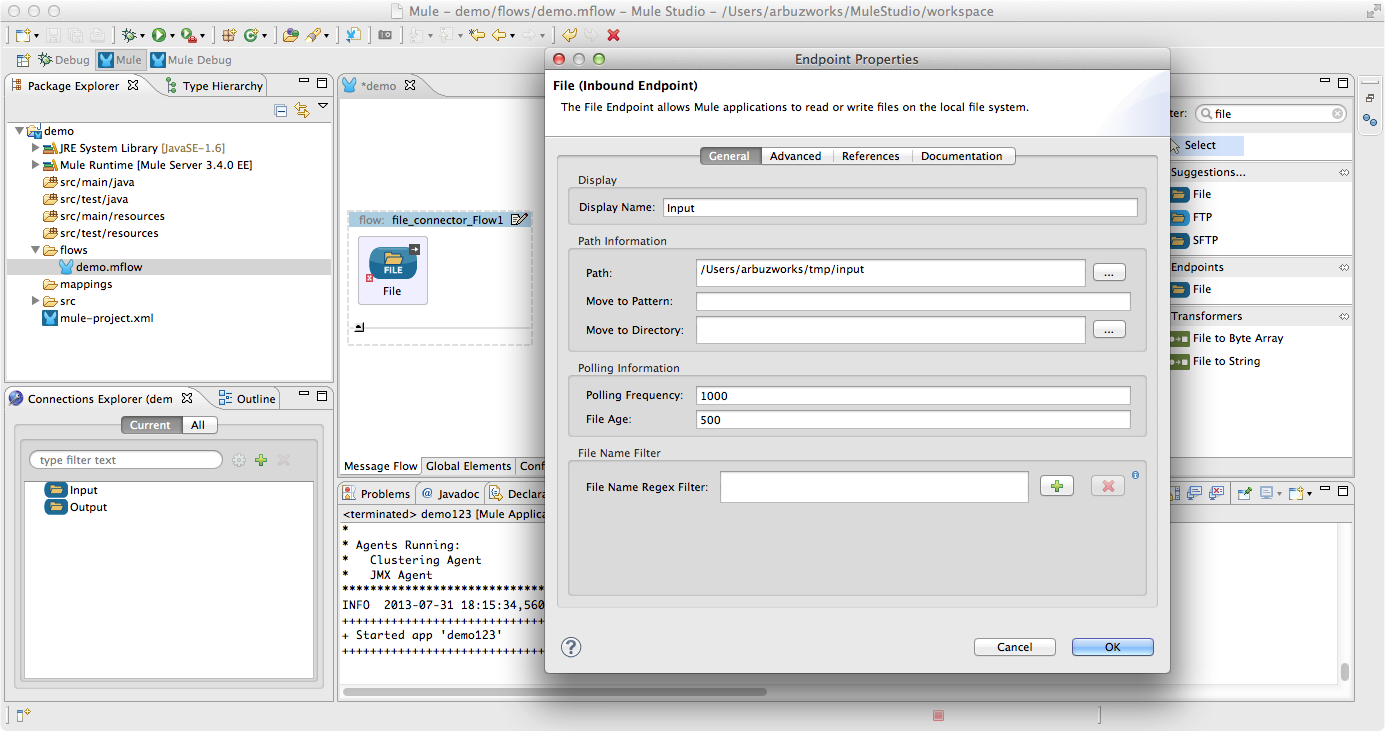 Mule – demo/flows/demo.mflow – Mule Studio – /Users/arbuzworks/MuleStudio/workspace
Debug
Mule
Mule Debug
Package Explorer
Type Hierarchy
demo
JRE System Library [JavaSE-1.6]
Mule Runtime [Mule Server 3.4.0 EE]
src/main/java
src/test/java
src/main/resources
src/test/resources
flows
demo.mflow
mappings
src
mule-project.xml
Connections Explorer (dem
Outline
Current
All
type filter text
Input
Output
*demo
flow: file_connector_Flow1
FILE
File
Message Flow
Global Elements
Conf
Problems
@ Javadoc
Declara
<terminated> demo123 [Mule Applica
*
* Agents Running:
* Clustering Agent
* JMX Agent
*****************************
INFO 2013-07-31 18:15:34,560
+++++++++++++++++++++++++++++
+ Started app 'demo123'
+++++++++++++++++++++++++++++
Endpoint Properties
File (Inbound Endpoint)
The File Endpoint allows Mule applications to read or write files on the local file system.
General
Advanced
References
Documentation
Display
Display Name: Input
Path Information
Path: /Users/arbuzworks/tmp/input ...
Move to Pattern:
Move to Directory: ...
Polling Information
Polling Frequency: 1000
File Age: 500
File Name Filter
File Name Regex Filter:
?
Cancel
OK
ter: file
Select
Suggestions...
File
FTP
SFTP
Endpoints
File
Transformers
File to Byte Array
File to String